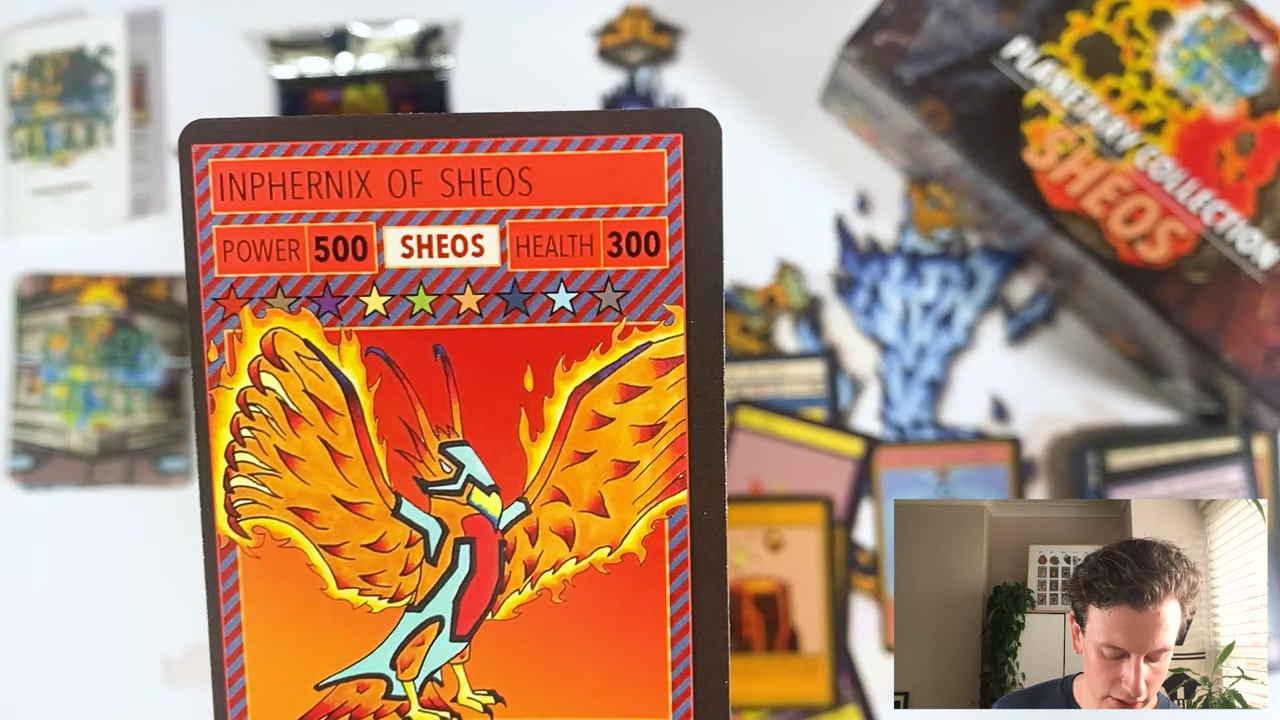 INPHERNIX OF SHEOS
POWER 500 SHEOS HEALTH 300
PLANETARY COLLECTION
SHEOS